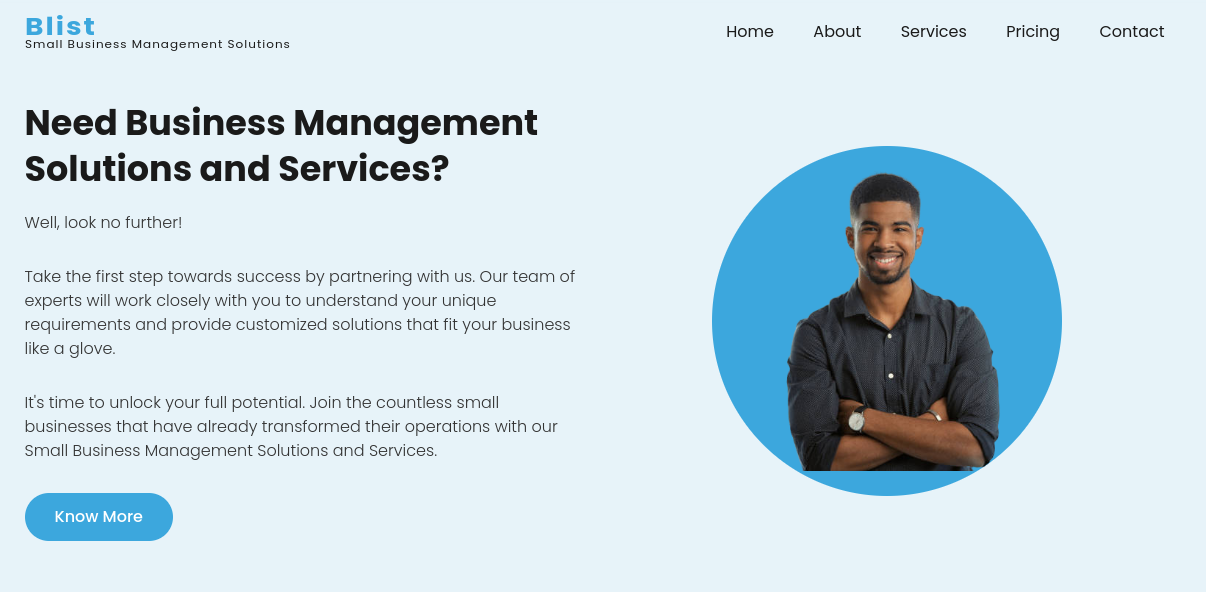 Blist
Small Business Management Solutions
Home About Services Pricing Contact
Need Business Management
Solutions and Services?
Well, look no further!
Take the first step towards success by partnering with us. Our team of
experts will work closely with you to understand your unique
requirements and provide customized solutions that fit your business
like a glove.
It's time to unlock your full potential. Join the countless small
businesses that have already transformed their operations with our
Small Business Management Solutions and Services.
Know More